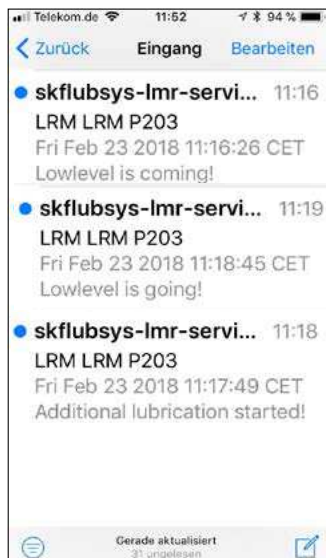 Telekom.de 11:52 94 %
Zurück Eingang Bearbeiten
skflubsys-lmr-servi... 11:16
LRM LRM P203
Fri Feb 23 2018 11:16:26 CET
Lowlevel is coming!
skflubsys-lmr-servi... 11:19
LRM LRM P203
Fri Feb 23 2018 11:18:45 CET
Lowlevel is going!
skflubsys-lmr-servi... 11:18
LRM LRM P203
Fri Feb 23 2018 11:17:49 CET
Additional lubrication started!
Gerade aktualisiert
31 ungelesen